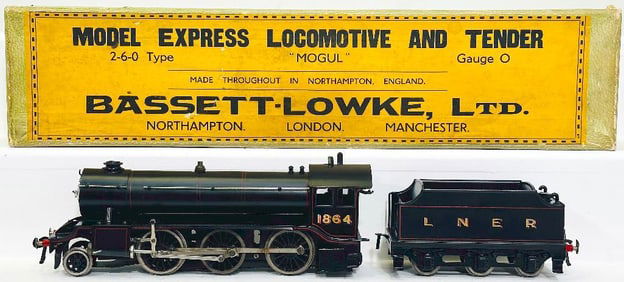 MODEL EXPRESS LOCOMOTIVE AND TENDER
2-6-0 Type "MOGUL" Gauge O
MADE THROUGHOUT IN NORTHAMPTON, ENGLAND.
BASSETT-LOWKE, LTD.
NORTHAMPTON. LONDON. MANCHESTER.
1864
L N E R